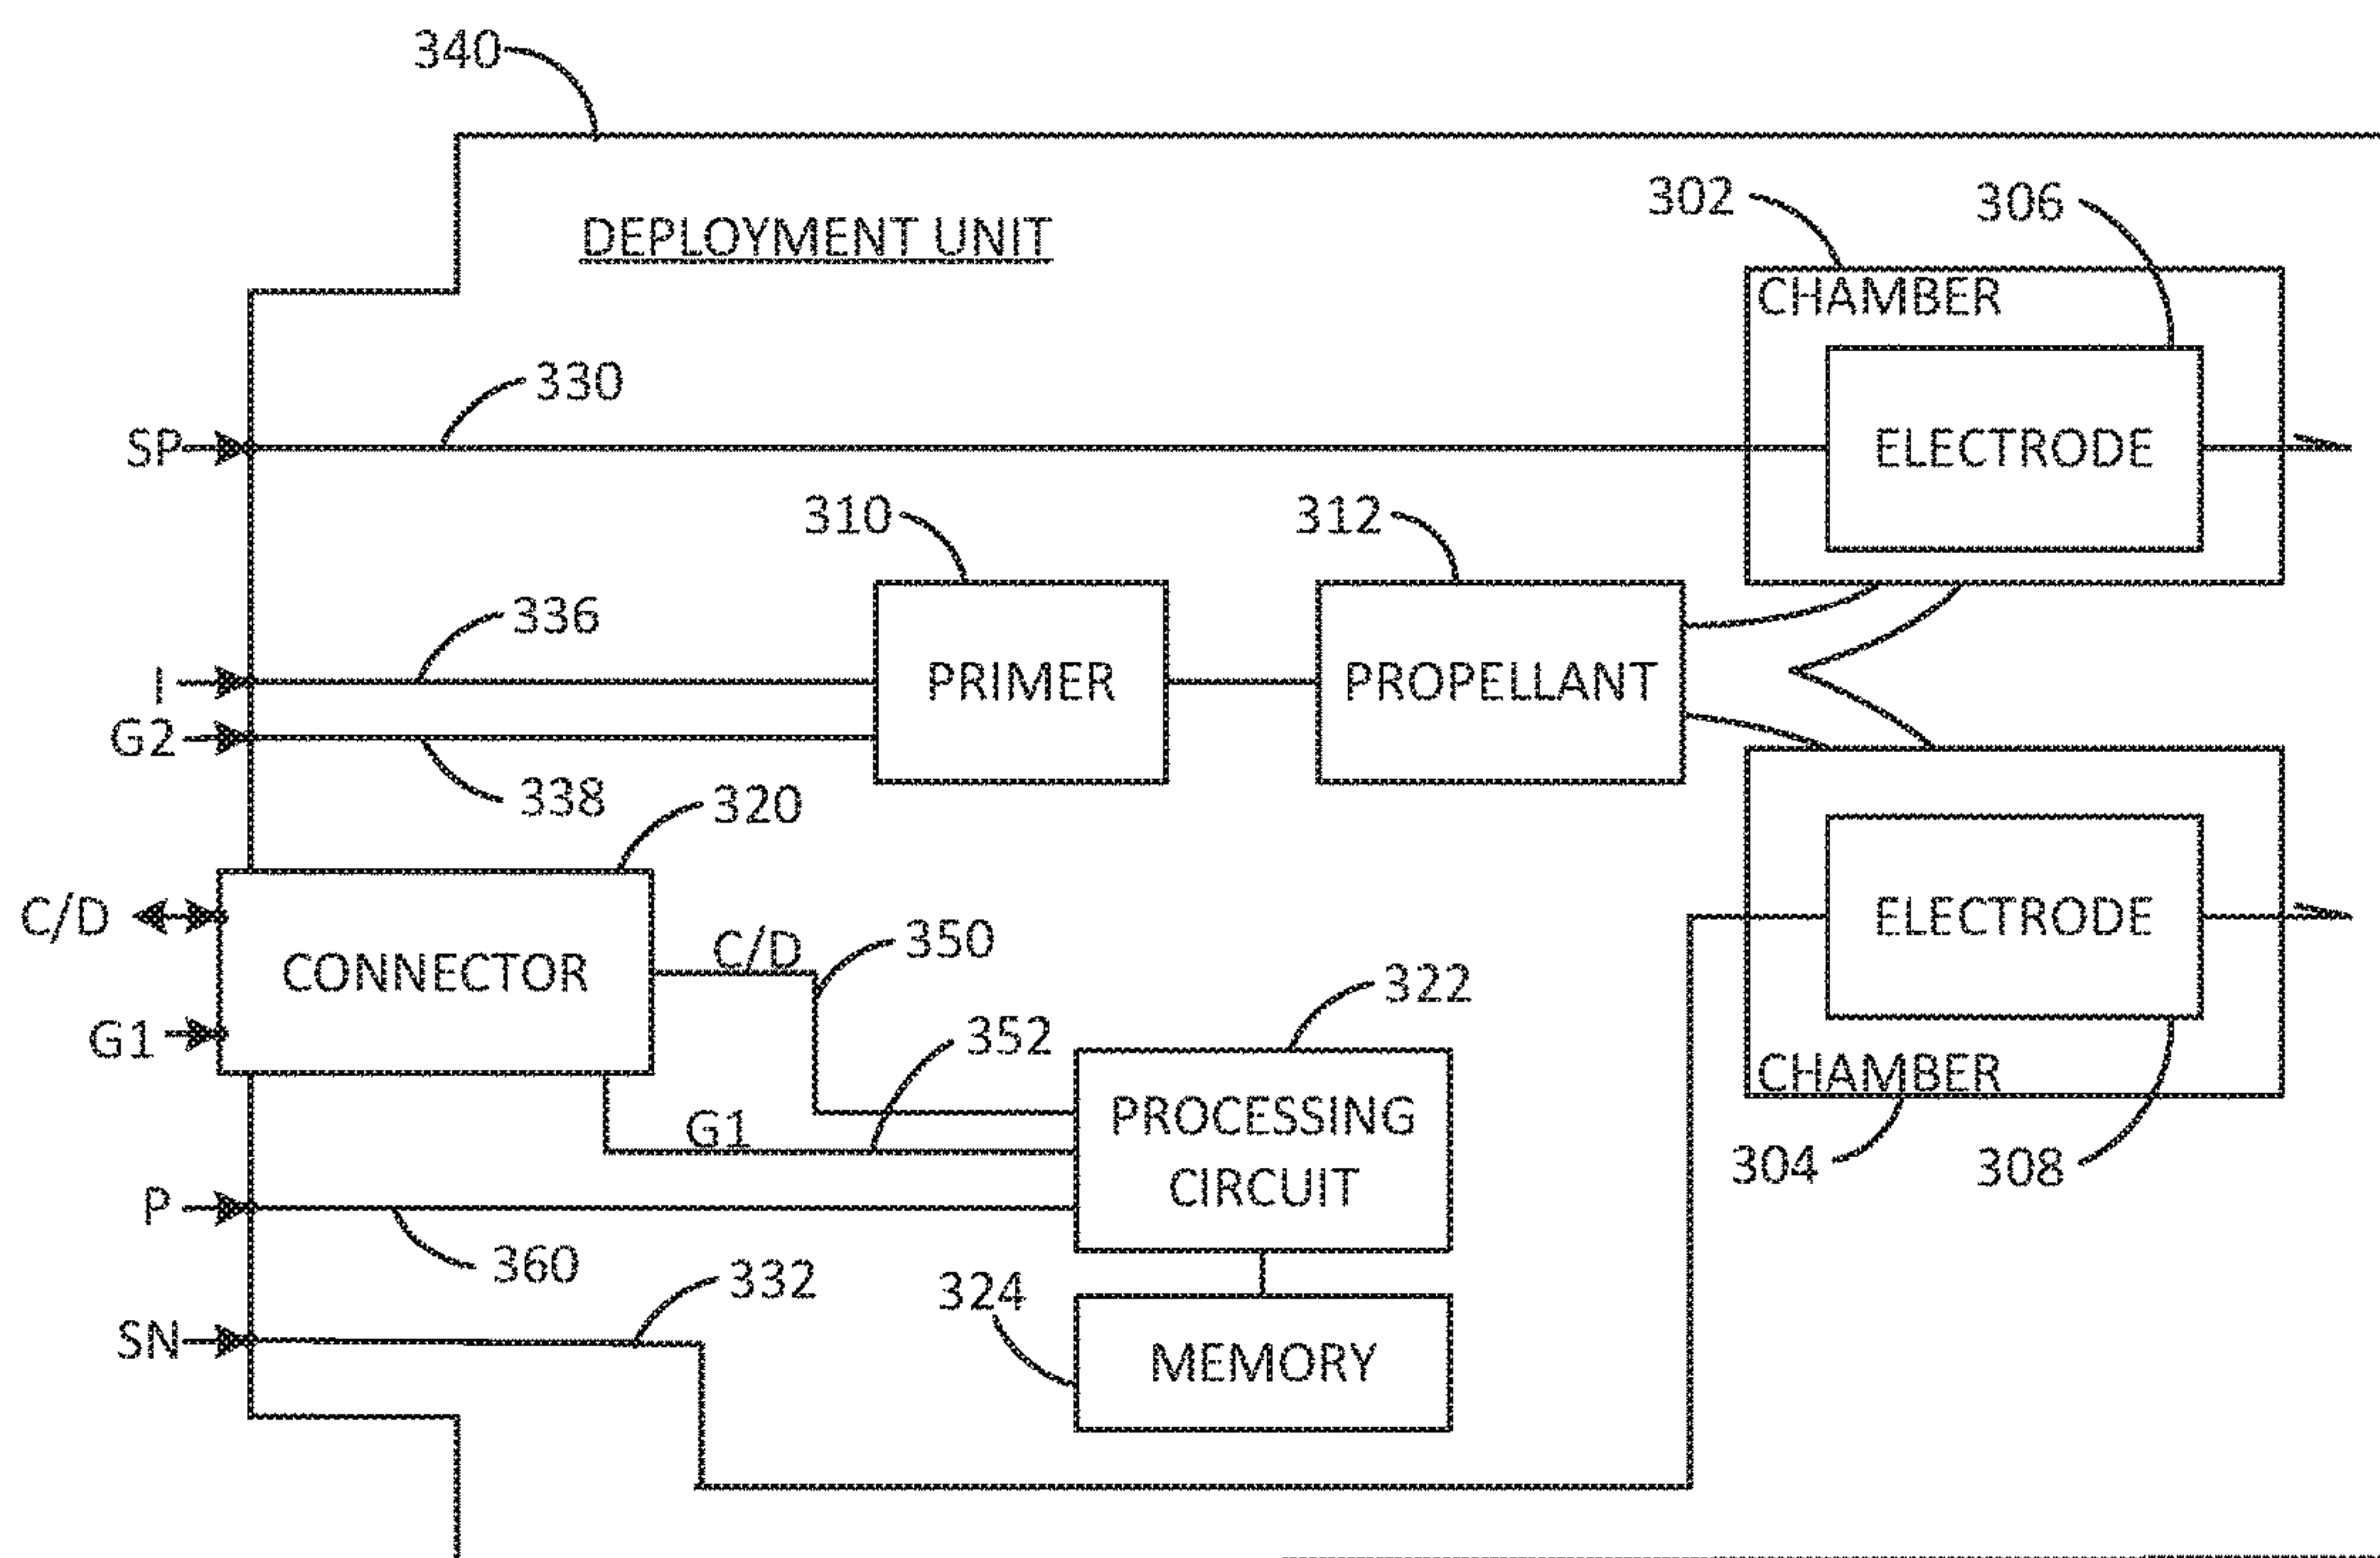 340
DEPLOYMENT UNIT
302
306
CHAMBER
330
SP
ELECTRODE
310
312
336
I
PRIMER
PROPELLANT
G2
338
320
C/D
CONNECTOR
C/D
350
ELECTRODE
322
G1
352
CHAMBER
G1
PROCESSING
CIRCUIT
304
308
P
360
332
324
SN
MEMORY